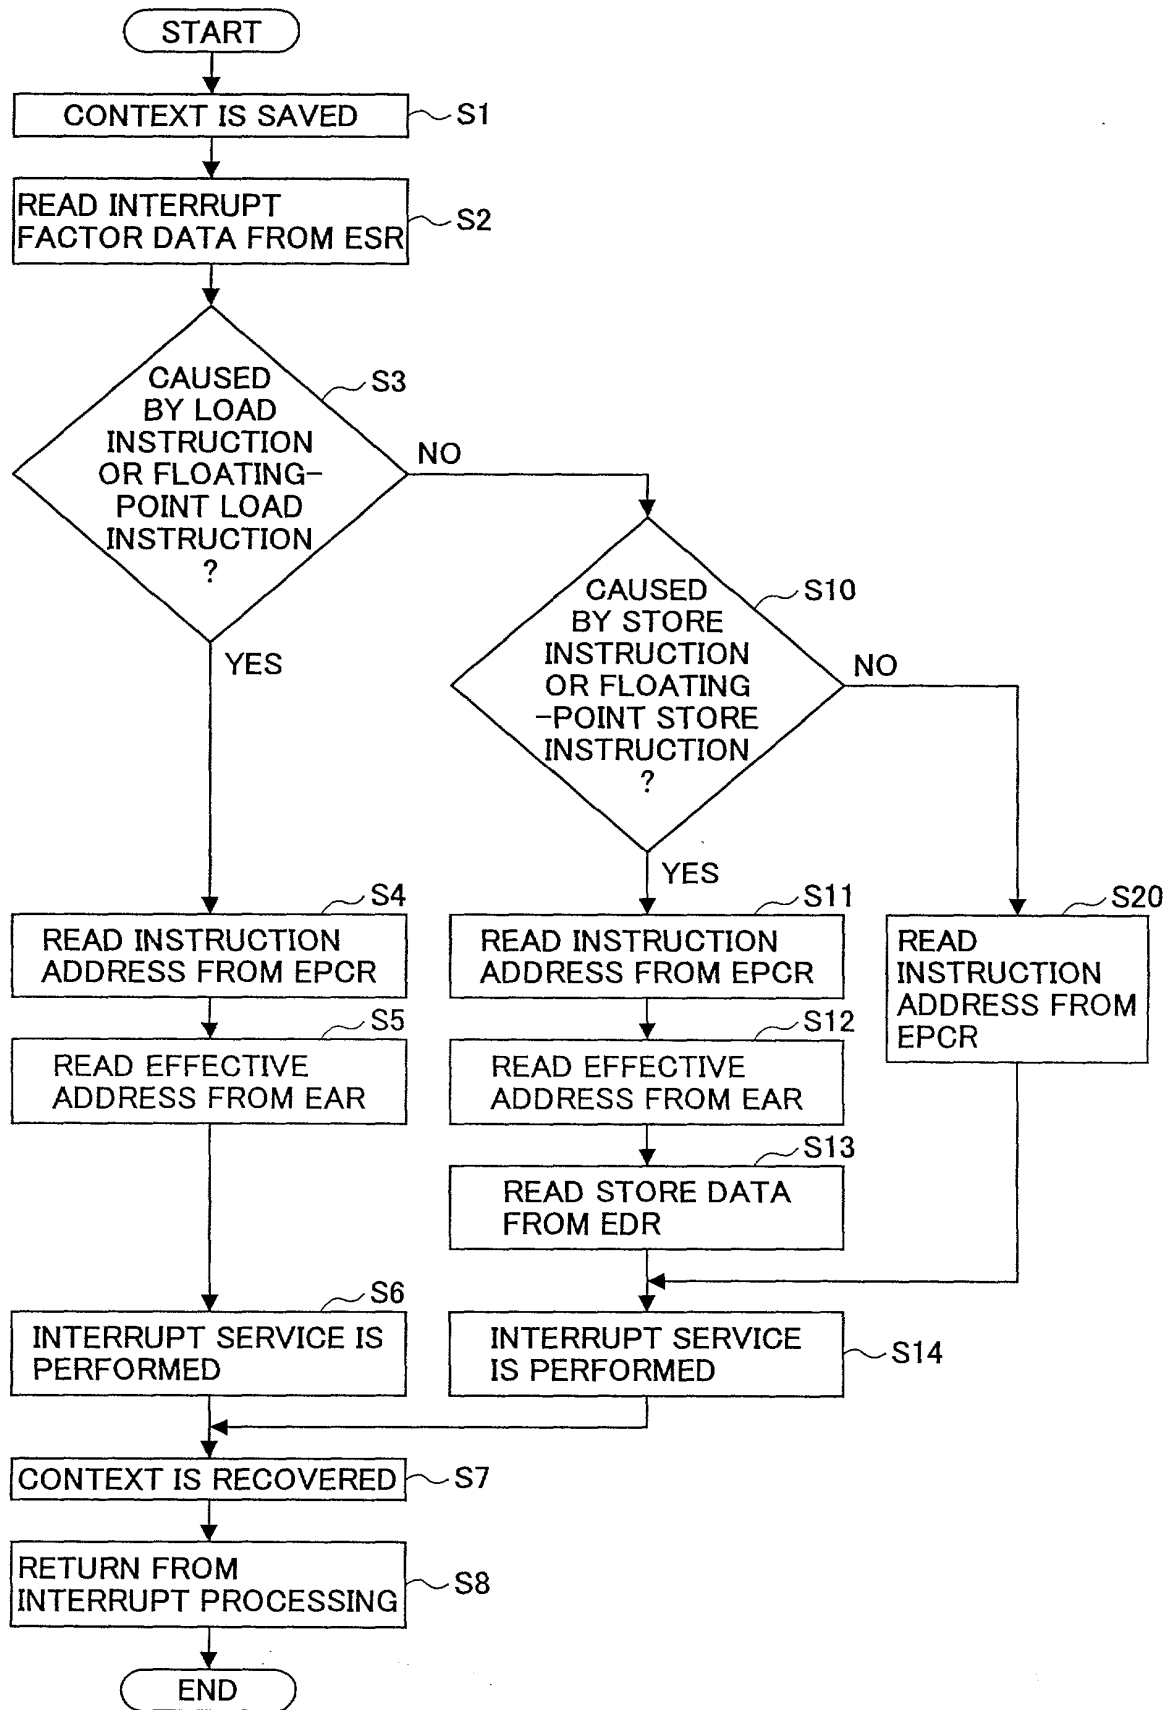 START
CONTEXT IS SAVED
S1
READ INTERRUPT
FACTOR DATA FROM ESR
S2
CAUSED
BY LOAD
INSTRUCTION
OR FLOATING-
POINT LOAD
INSTRUCTION
?
S3
NO
YES
CAUSED
BY STORE
INSTRUCTION
OR FLOATING
-POINT STORE
INSTRUCTION
?
S10
NO
YES
S4
READ INSTRUCTION
ADDRESS FROM EPCR
S11
READ INSTRUCTION
ADDRESS FROM EPCR
S20
READ
INSTRUCTION
ADDRESS FROM
EPCR
S5
READ EFFECTIVE
ADDRESS FROM EAR
S12
READ EFFECTIVE
ADDRESS FROM EAR
S13
READ STORE DATA
FROM EDR
S6
INTERRUPT SERVICE IS
PERFORMED
INTERRUPT SERVICE
IS PERFORMED
S14
CONTEXT IS RECOVERED
S7
RETURN FROM
INTERRUPT PROCESSING
S8
END